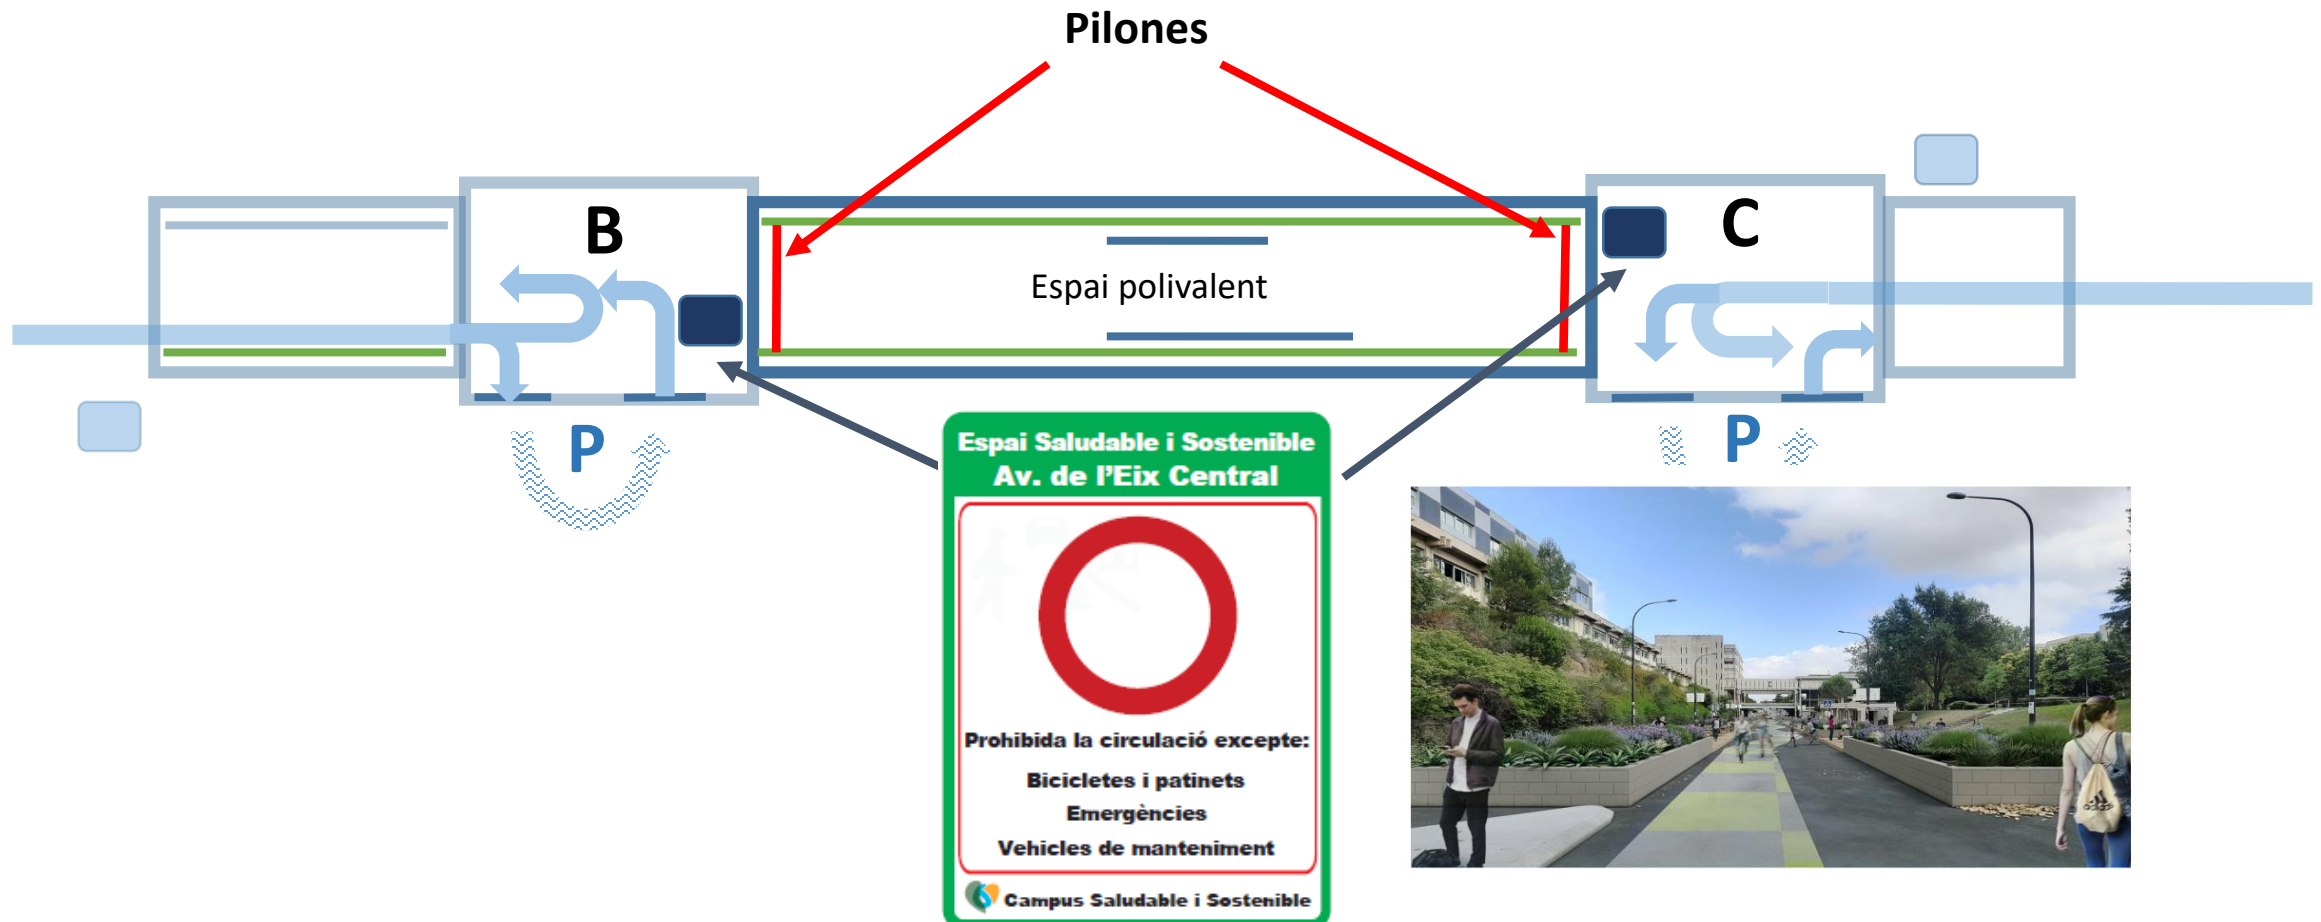 Pilones
B
C
Espai polivalent
P
P
Espai Saludable i Sostenible
Av. de l'Eix Central
Prohibida la circulació excepte:
Bicicletes i patinets
Emergències
Vehicles de manteniment
Campus Saludable i Sostenible
adidas